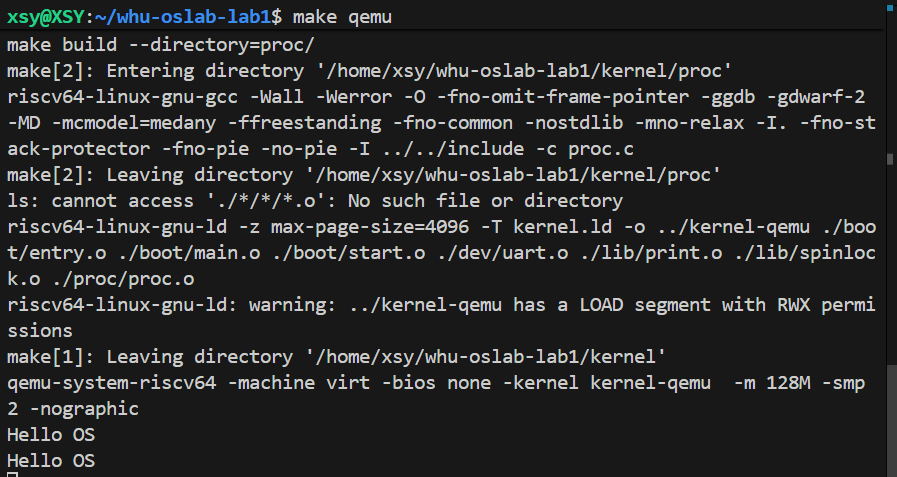 xsy@XSY:~/whu-oslab-lab1$ make qemu
make build --directory=proc/
make[2]: Entering directory '/home/xsy/whu-oslab-lab1/kernel/proc'
riscv64-linux-gnu-gcc -Wall -Werror -O -fno-omit-frame-pointer -ggdb -gdwarf-2
-MD -mcmodel=medany -ffreestanding -fno-common -nostdlib -mno-relax -I. -fno-st
ack-protector -fno-pie -no-pie -I ../../include -c proc.c
make[2]: Leaving directory '/home/xsy/whu-oslab-lab1/kernel/proc'
ls: cannot access './*/*/*.o': No such file or directory
riscv64-linux-gnu-ld -z max-page-size=4096 -T kernel.ld -o ../kernel-qemu ./boo
t/entry.o ./boot/main.o ./boot/start.o ./dev/uart.o ./lib/print.o ./lib/spinloc
k.o ./proc/proc.o
riscv64-linux-gnu-ld: warning: ../kernel-qemu has a LOAD segment with RWX permi
ssions
make[1]: Leaving directory '/home/xsy/whu-oslab-lab1/kernel'
qemu-system-riscv64 -machine virt -bios none -kernel kernel-qemu  -m 128M -smp
2 -nographic
Hello OS
Hello OS